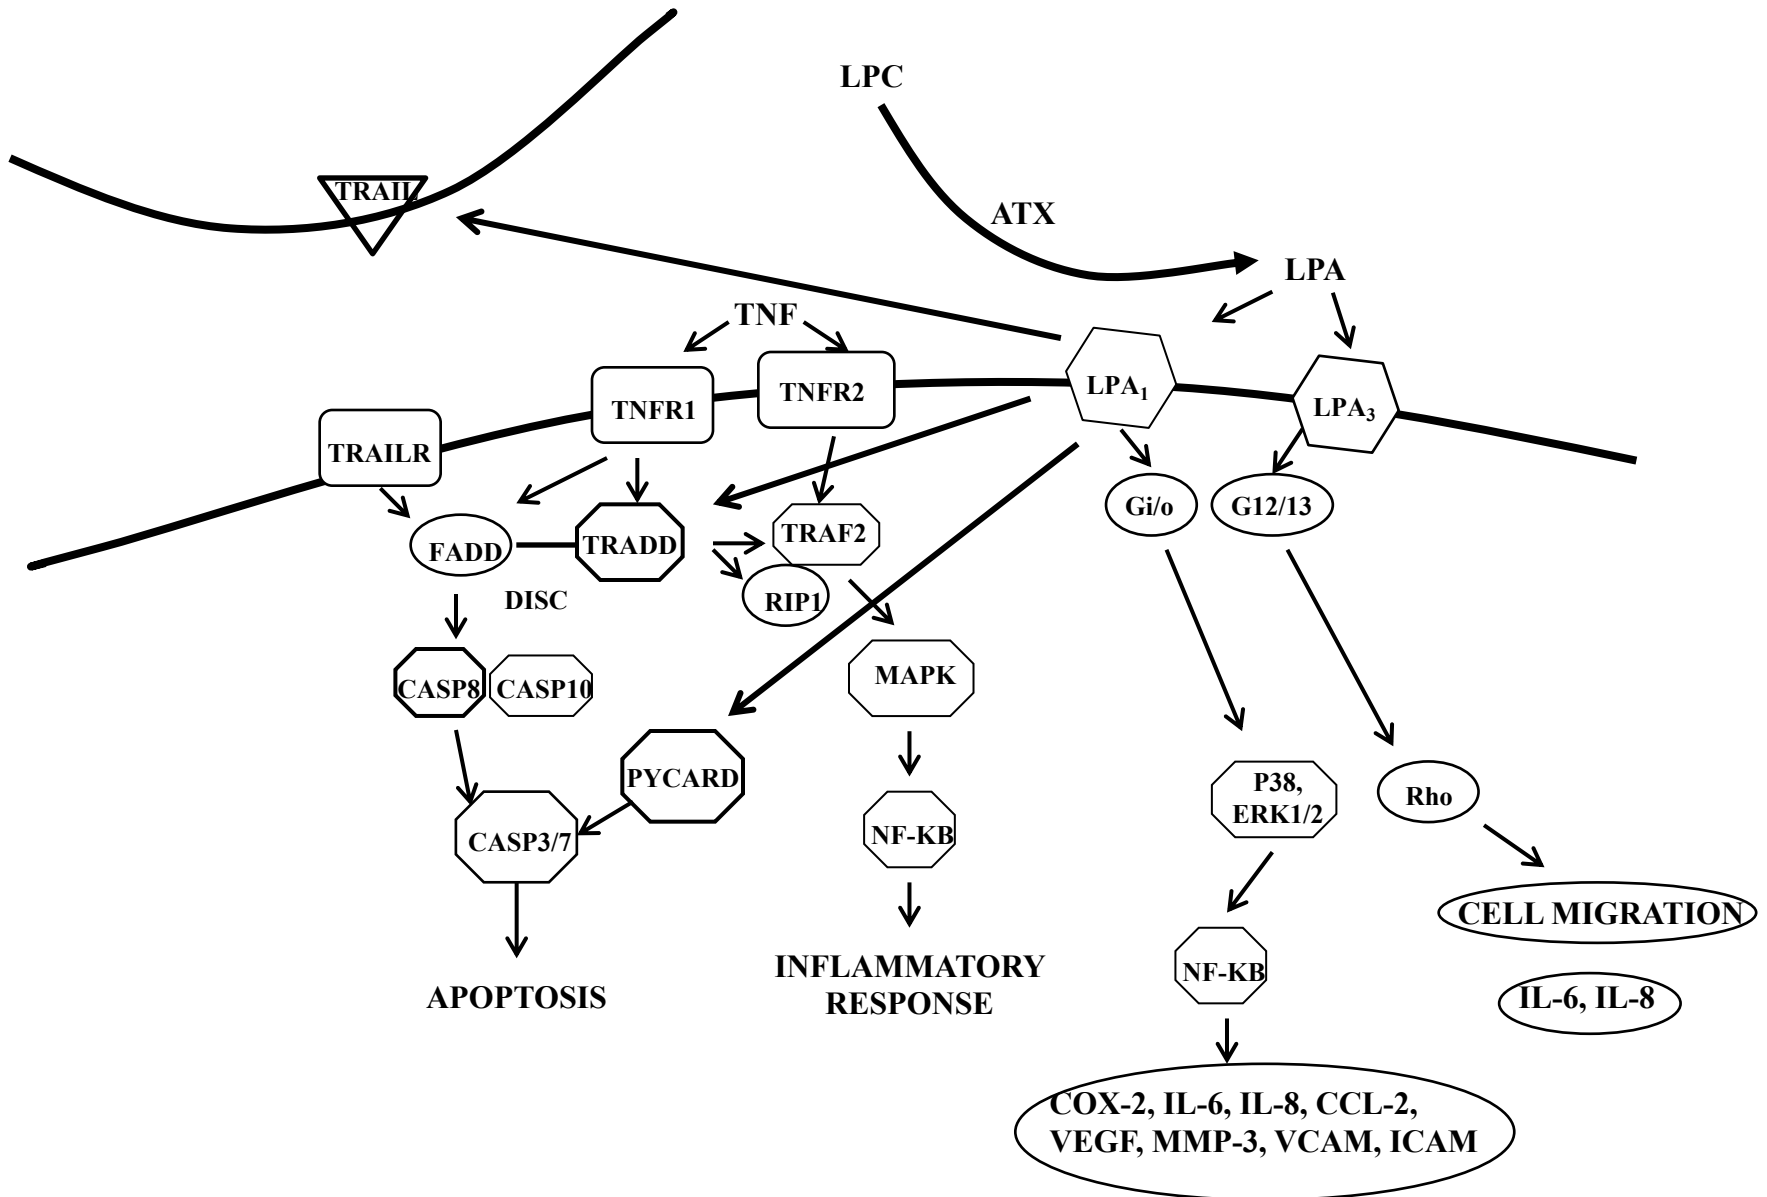 LPC
TRAIL
ATX
LPA
TNF
LPA1
TNFR2
TNFR1
LPA3
TRAILR
Gi/o
G12/13
TRAF2
FADD
TRADD
DISC
RIP1
MAPK
CASP8
CASP10
PYCARD
P38,
ERK1/2
Rho
NF-KB
CASP3/7
CELL MIGRATION
INFLAMMATORY
RESPONSE
NF-KB
APOPTOSIS
IL-6, IL-8
COX-2, IL-6, IL-8, CCL-2,
VEGF, MMP-3, VCAM, ICAM